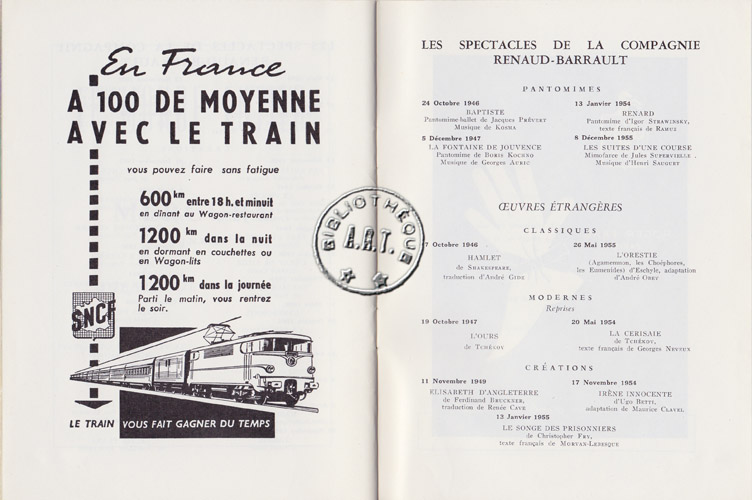 En France
A 100 DE MOYENNE
AVEC LE TRAIN
vous pouvez faire sans fatigue
600 km entre 18 h. et minuit
en dînant au Wagon-restaurant
1200 km dans la nuit
en dormant en couchettes ou
en Wagon-lits
1200 km dans la journée
Parti le matin, vous rentrez
le soir.
SNCF
LE TRAIN VOUS FAIT GAGNER DU TEMPS
BIBLIOTHÈQUE
A.R.T.
LES SPECTACLES DE LA COMPAGNIE
RENAUD-BARRAULT
PANTOMIMES
24 Octobre 1946
BAPTISTE
Pantomime-ballet de Jacques PRÉVERT
Musique de KOSMA
13 Janvier 1954
RENARD
Pantomime d'Igor STRAWINSKY,
texte français de RAMUZ
5 Décembre 1947
LA FONTAINE DE JOUVENCE
Pantomime de BORIS KOCHNO
Musique de Georges AURIC
8 Décembre 1955
LES SUITES D'UNE COURSE
Mimofarce de Jules SUPERVIELLE.
Musique d'Henri SAUGUET
ŒUVRES ÉTRANGÈRES
CLASSIQUES
7 Octobre 1946
HAMLET
de SHAKESPEARE,
traduction d'André GIDE
26 Mai 1955
L'ORESTIE
(Agamemnon, les Choéphores,
les Euménides) d'Eschyle, adaptation
d'André OBEY
MODERNES
Reprises
19 Octobre 1947
L'OURS
de TCHÉKOV
20 Mai 1954
LA CERISAIE
de TCHÉKOV,
texte français de Georges NEVEUX
CRÉATIONS
11 Novembre 1949
ELISABETH D'ANGLETERRE
de Ferdinand BRUCKNER,
traduction de Renée CAVE
17 Novembre 1954
IRÈNE INNOCENTE
d'Ugo BETTI,
adaptation de Maurice CLAVEL
13 Janvier 1955
LE SONGE DES PRISONNIERS
de Christopher FRY,
texte français de MORVAN-LEBESQUE